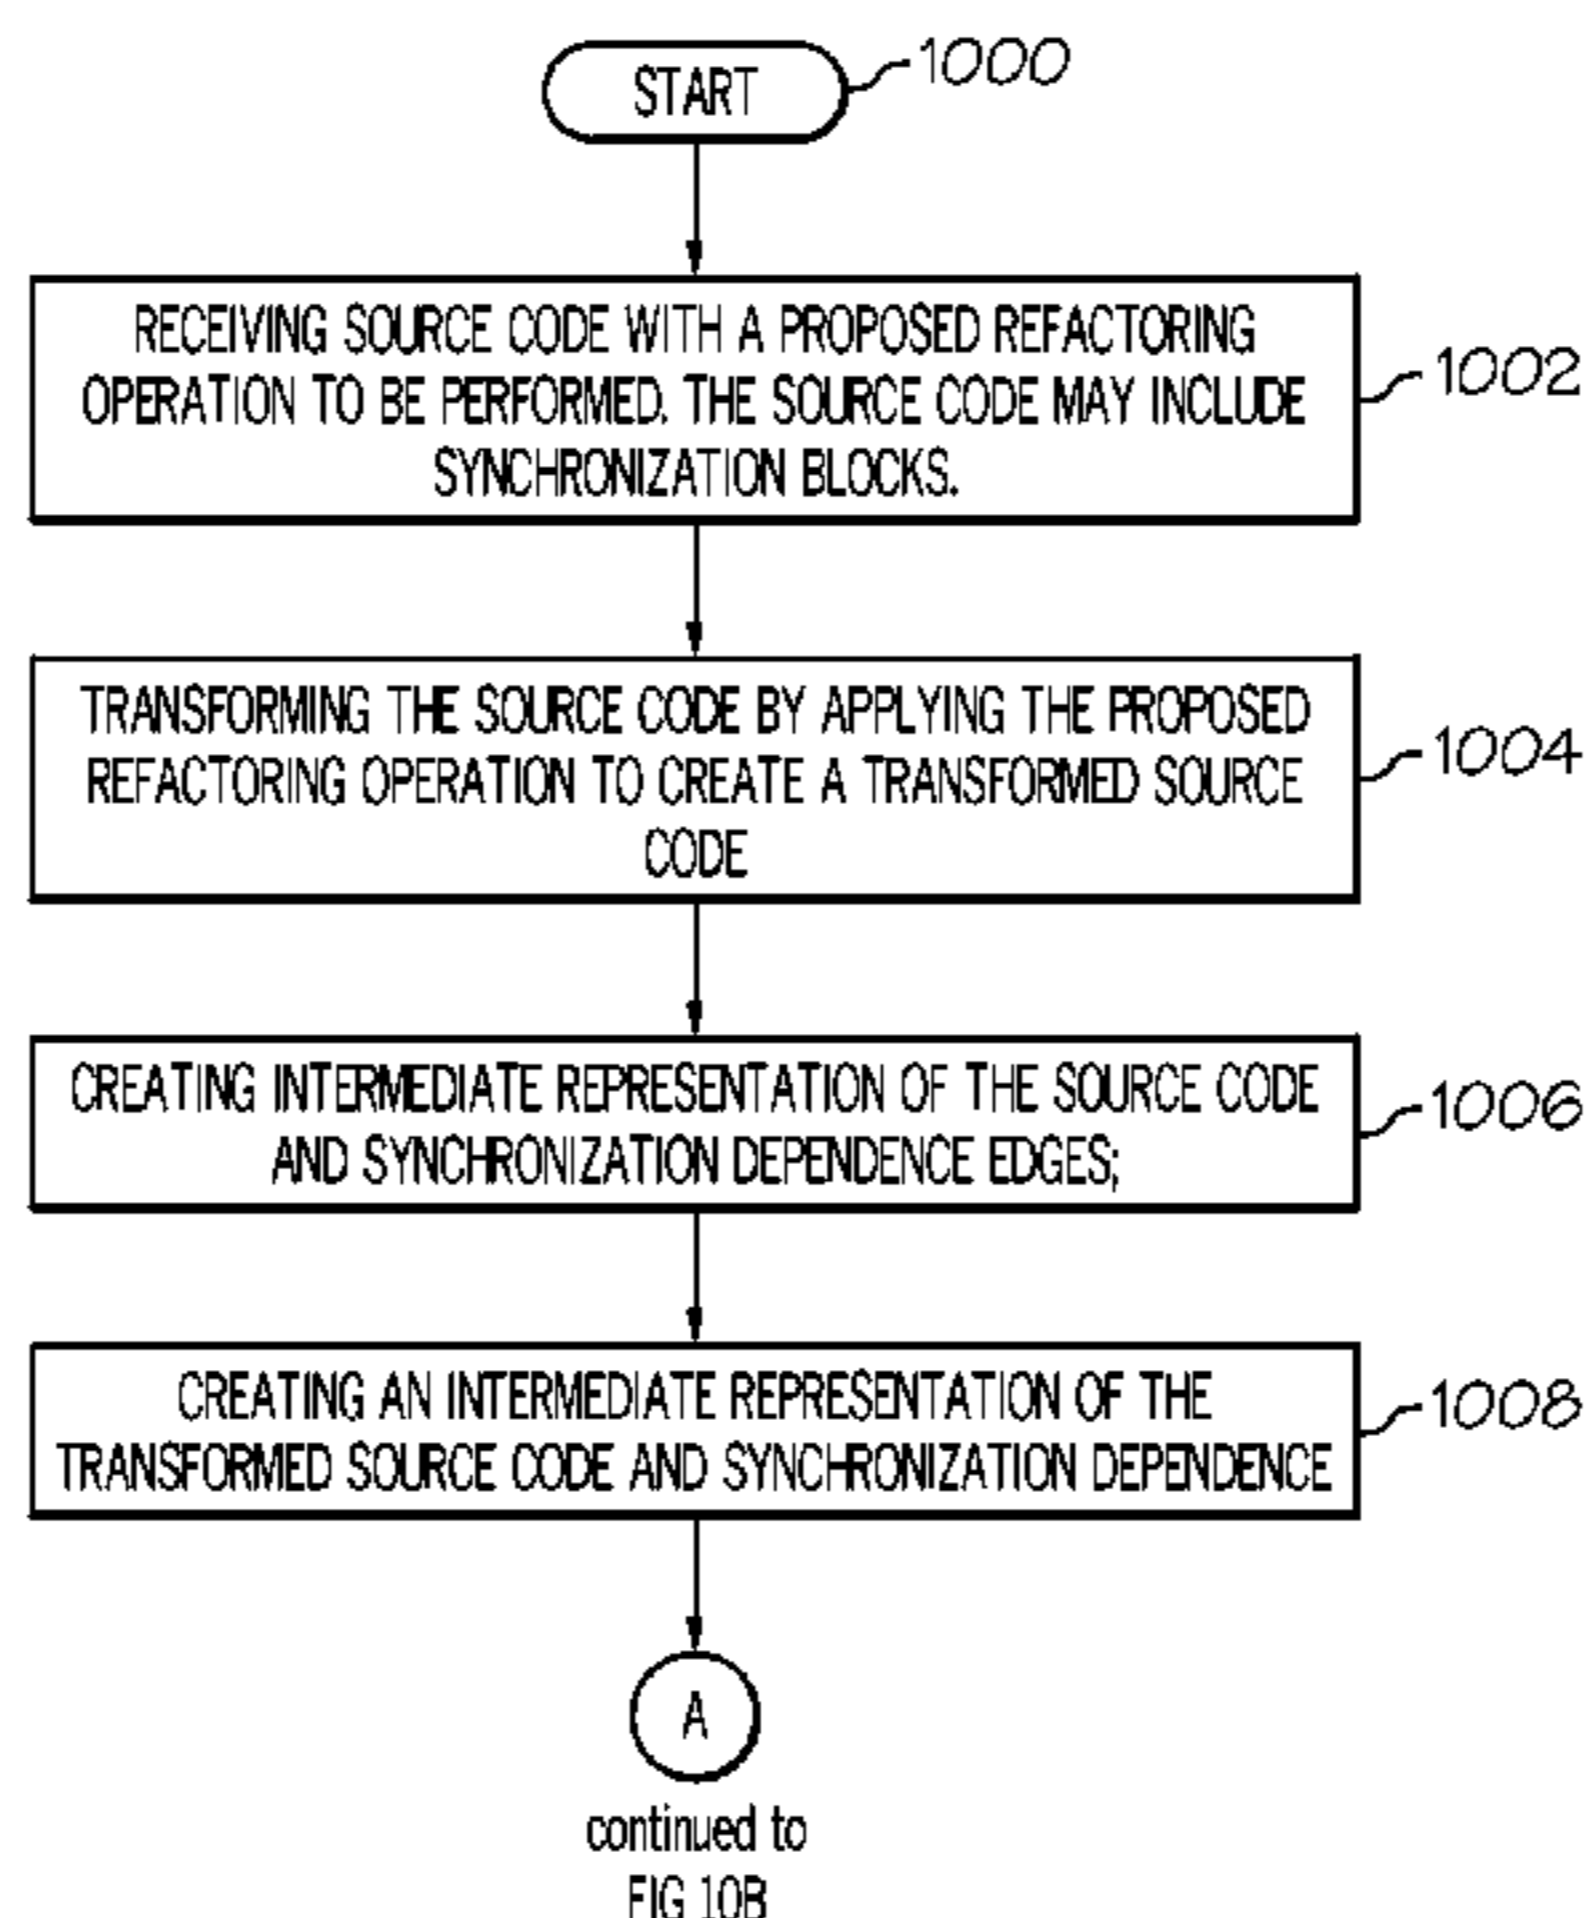 START
1000
RECEIVING SOURCE CODE WITH A PROPOSED REFACTORING
OPERATION TO BE PERFORMED. THE SOURCE CODE MAY INCLUDE
SYNCHRONIZATION BLOCKS.
1002
TRANSFORMING THE SOURCE CODE BY APPLYING THE PROPOSED
REFACTORING OPERATION TO CREATE A TRANSFORMED SOURCE
CODE
1004
CREATING INTERMEDIATE REPRESENTATION OF THE SOURCE CODE
AND SYNCHRONIZATION DEPENDENCE EDGES;
1006
CREATING AN INTERMEDIATE REPRESENTATION OF THE
TRANSFORMED SOURCE CODE AND SYNCHRONIZATION DEPENDENCE
1008
A
continued to
FIG 10B